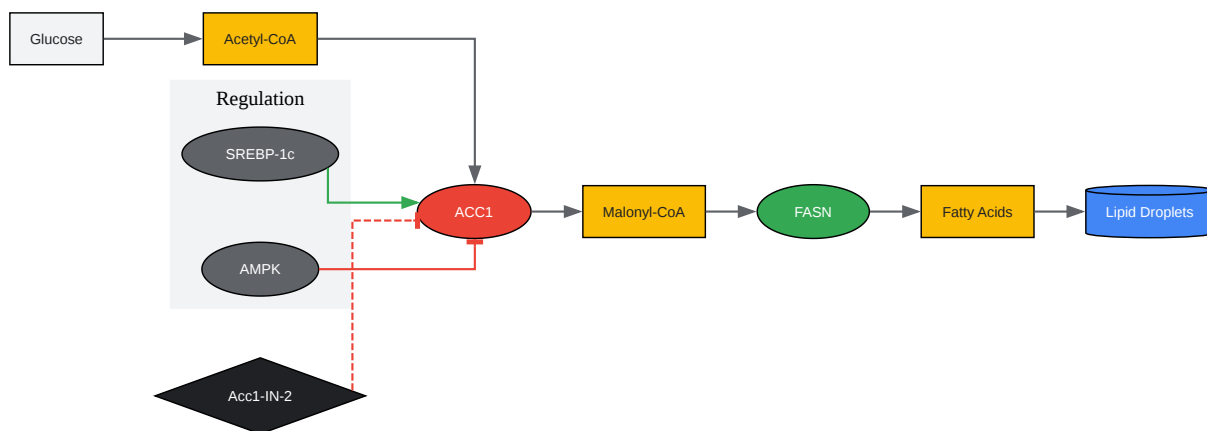 Glucose
Acetyl-CoA
Regulation
SREBP-1c
ACC1
Malonyl-CoA
FASN
Fatty Acids
Lipid Droplets
AMPK
Acc1-IN-2